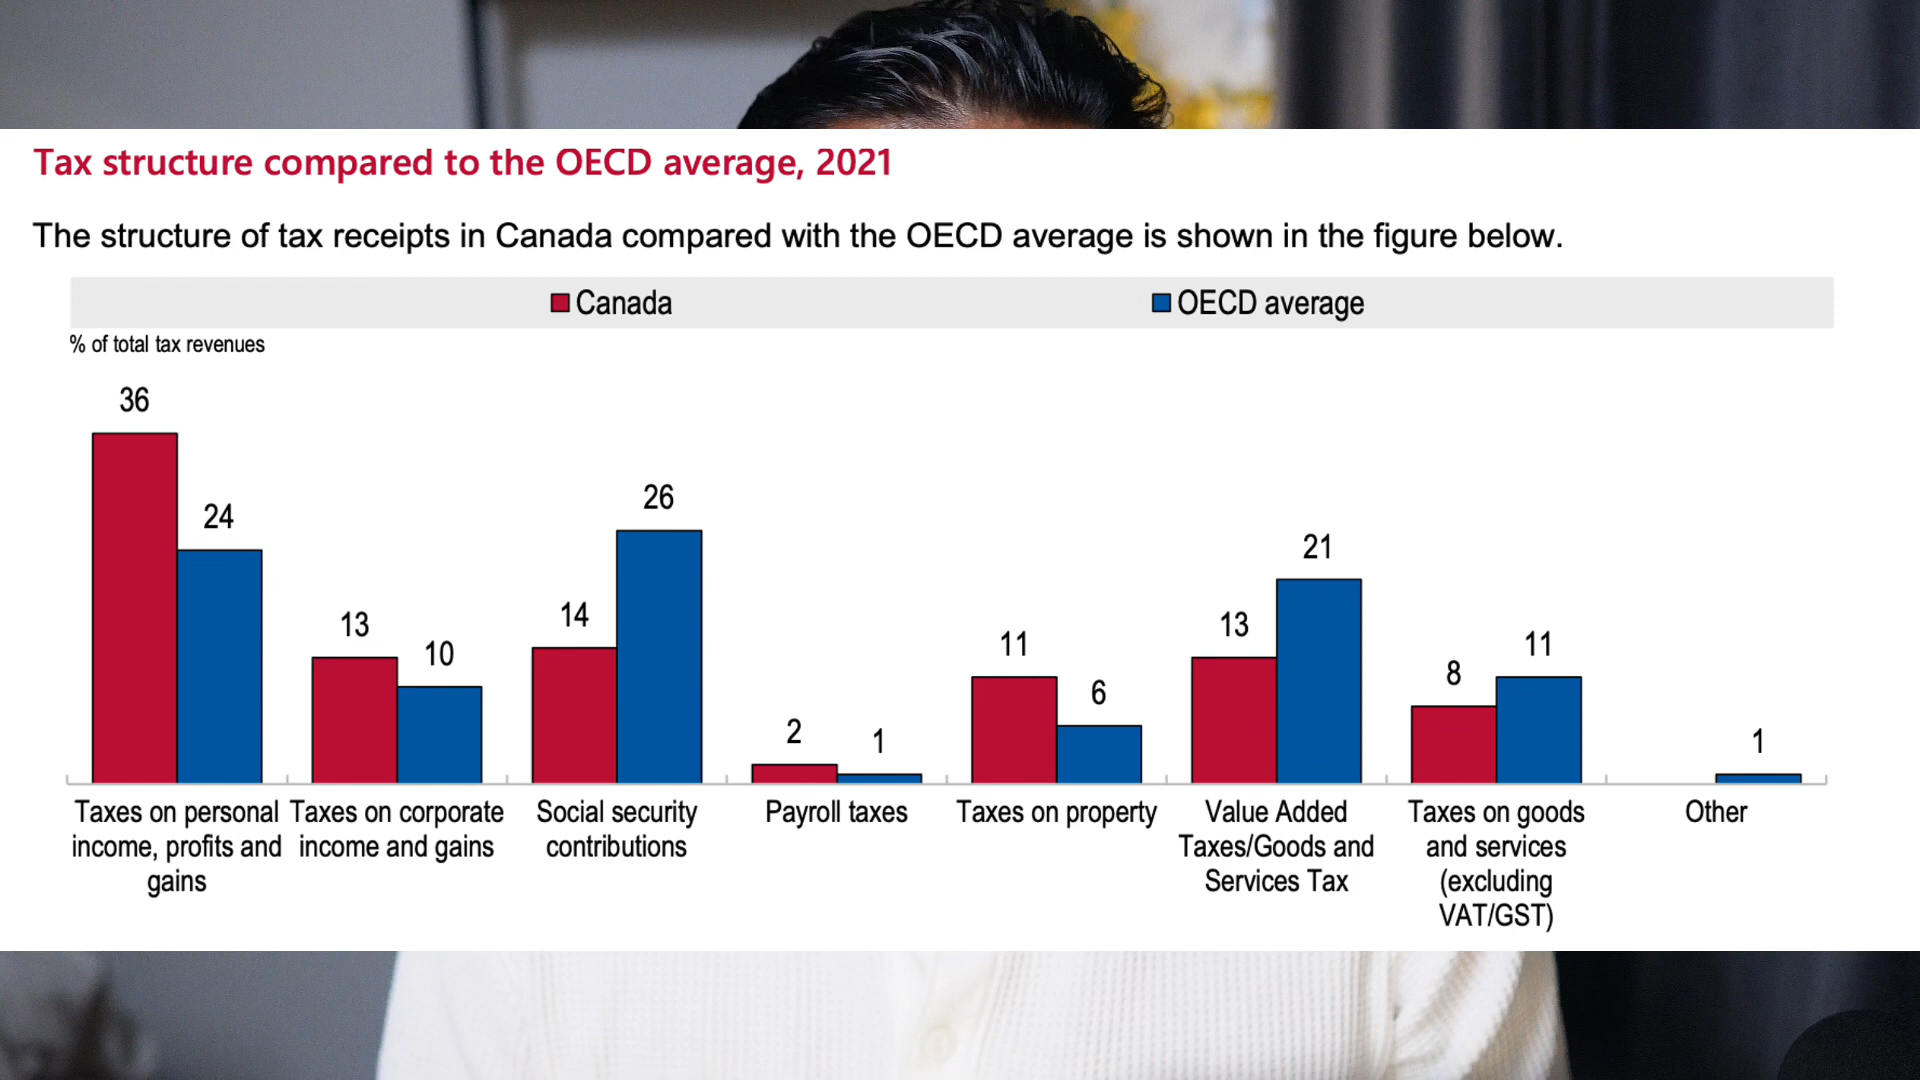 Tax structure compared to the OECD average, 2021
The structure of tax receipts in Canada compared with the OECD average is shown in the figure below.
Canada
OECD average
% of total tax revenues
36
24
13
10
14
26
2
1
11
6
13
21
8
11
1
Taxes on personal
income, profits and
gains
Taxes on corporate
income and gains
Social security
contributions
Payroll taxes
Taxes on property
Value Added
Taxes/Goods and
Services Tax
Taxes on goods
and services
(excluding
VAT/GST)
Other